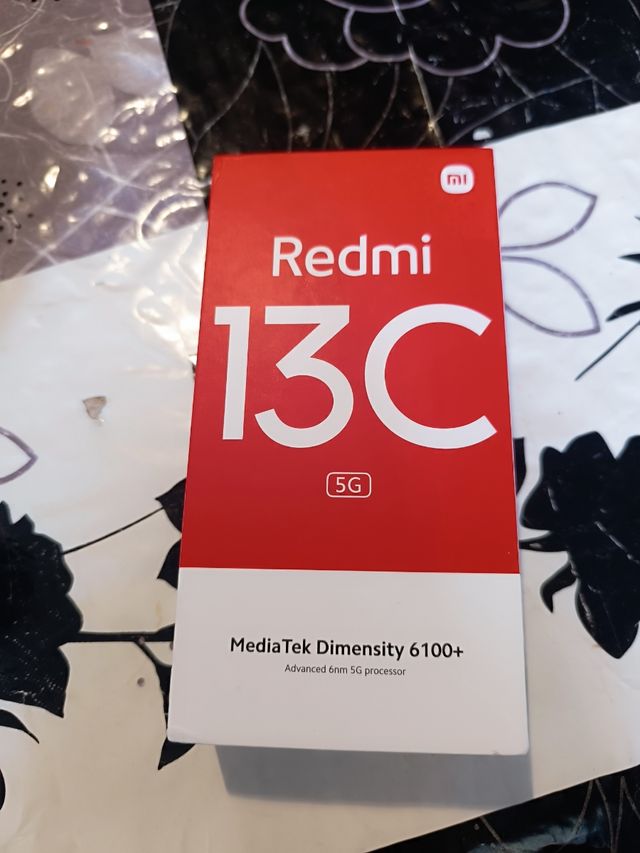 mi
Redmi
13C
5G
MediaTek Dimensity 6100+
Advanced 6nm 5G processor